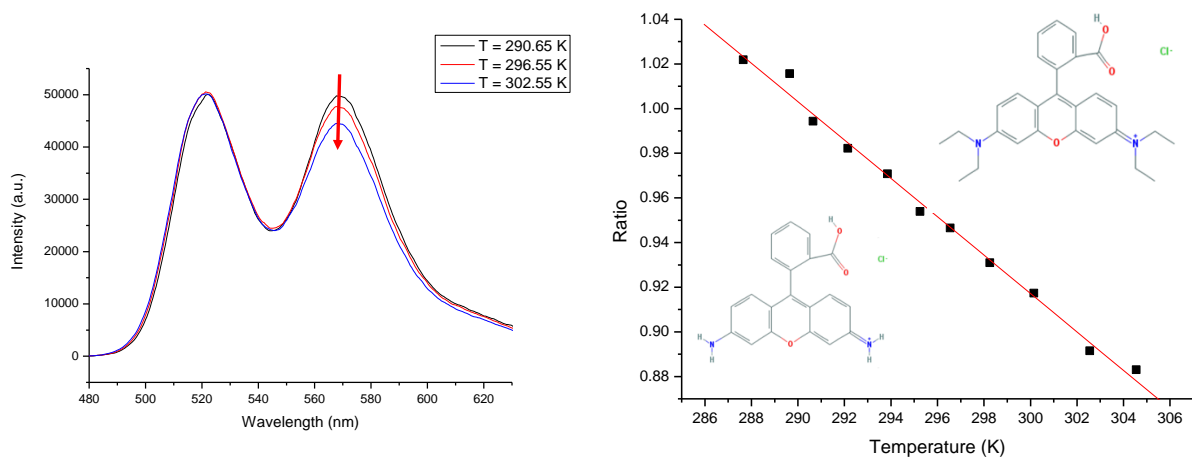 T = 290.65 K
T = 296.55 K
T = 302.55 K
50000
40000
30000
20000
10000
0
480 500 520 540 560 580 600 620
Intensity (a.u.)
Wavelength (nm)
1.04
1.02
1.00
0.98
0.96
0.94
0.92
0.90
0.88
286 288 290 292 294 296 298 300 302 304 306
Ratio
Temperature (K)
H
O
O
Cl-
N
O
N+
H
O
O
Cl-
H
N
H
O
H
N+
H